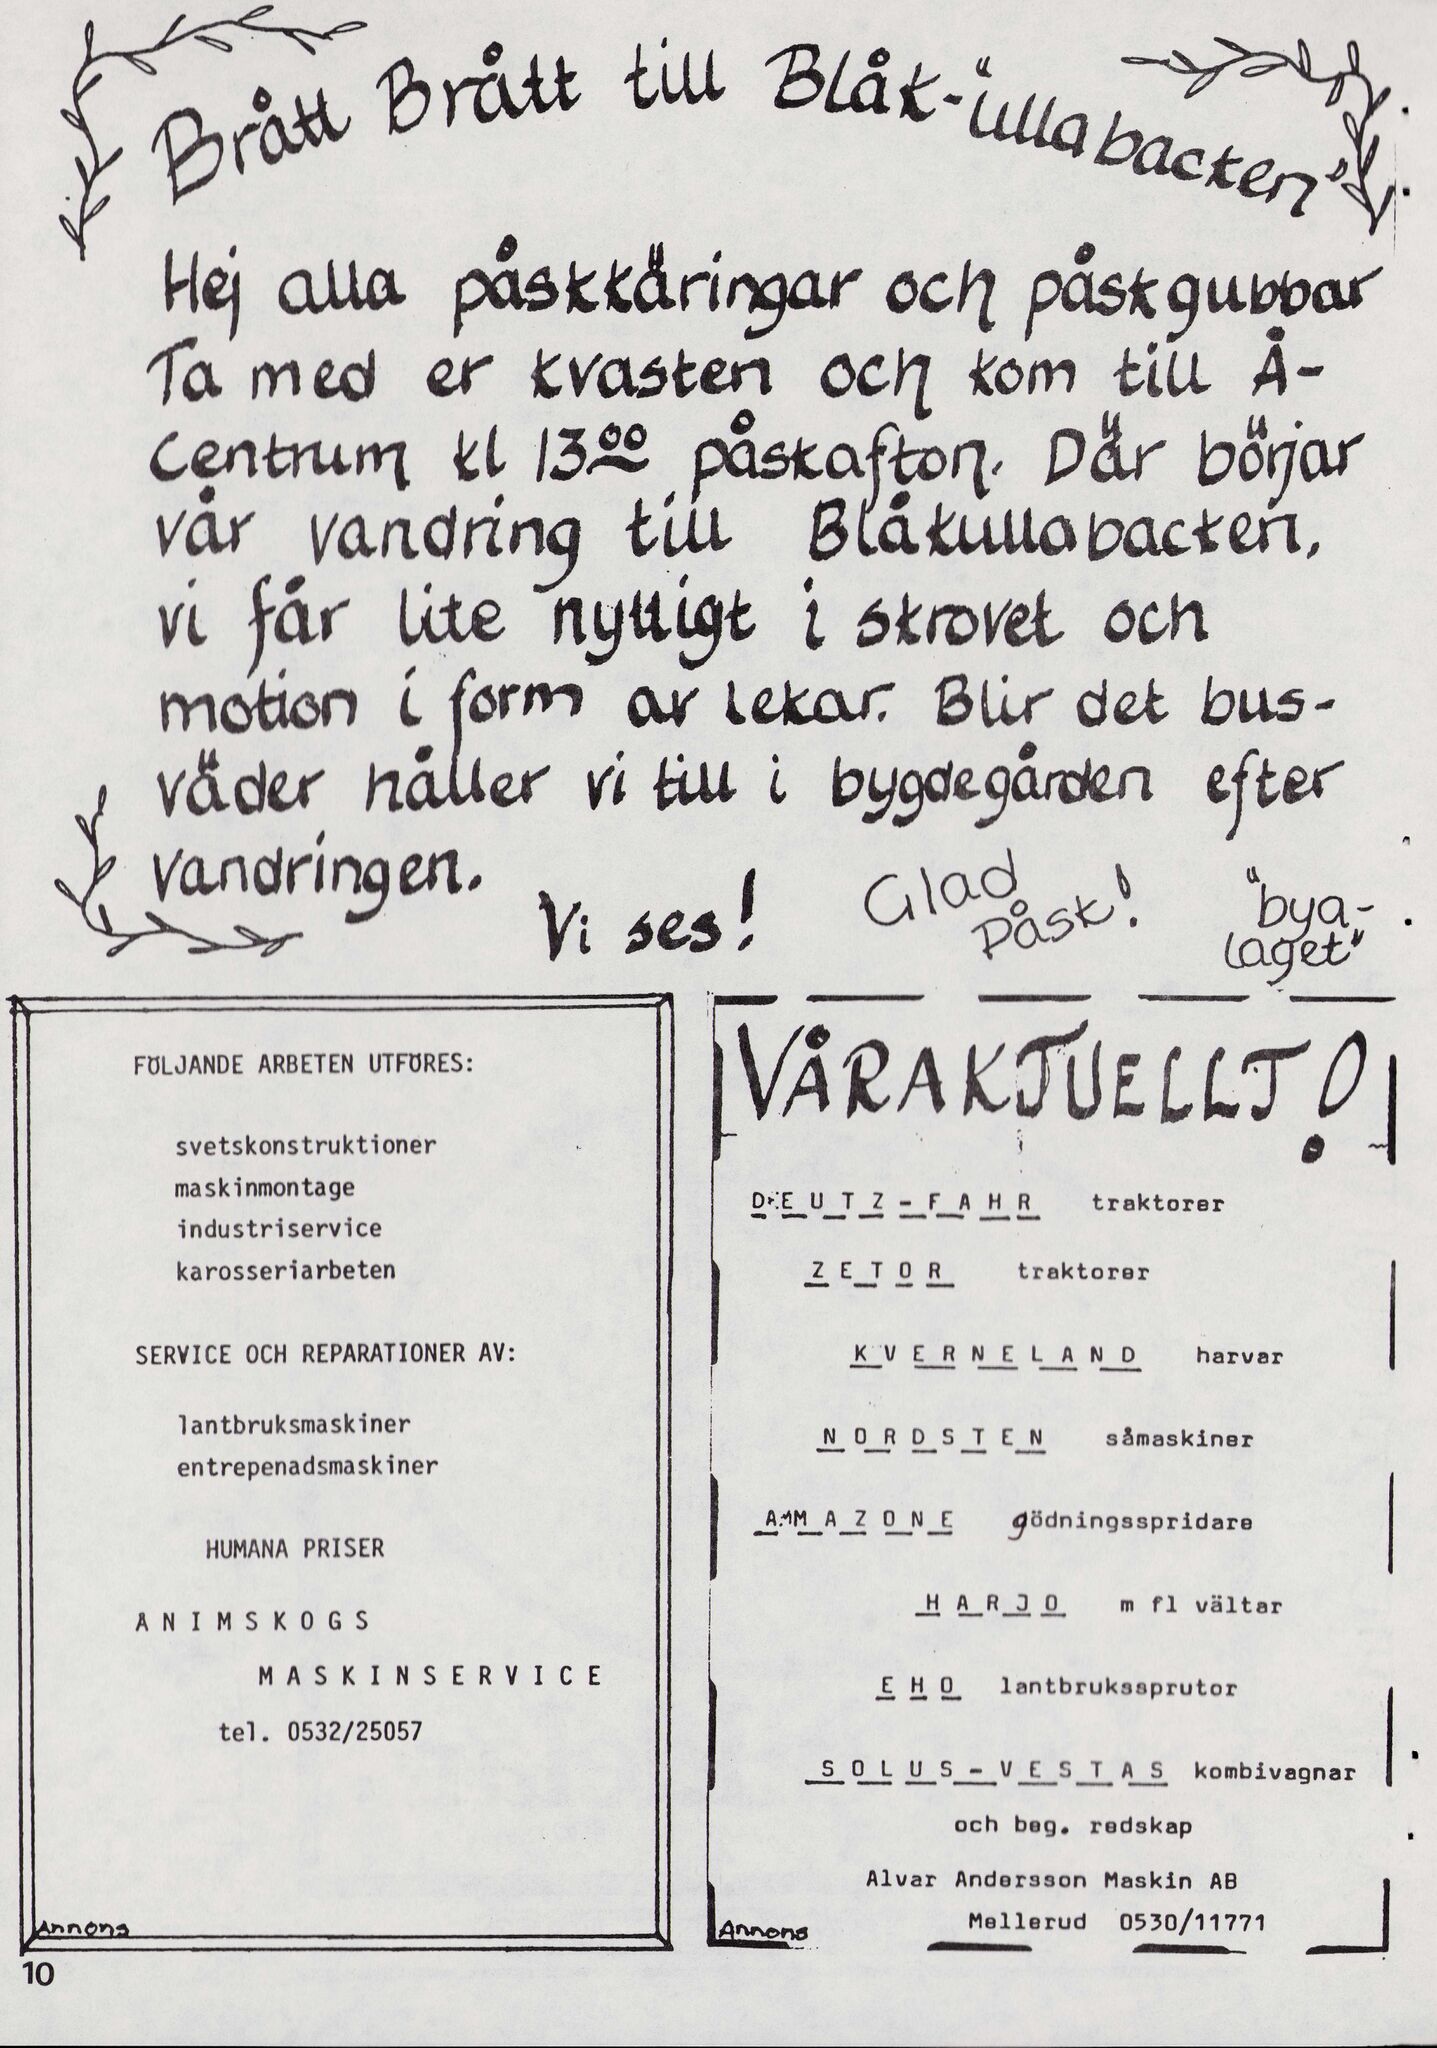 Brått Brått till Blåk-"ullabacken"
Hej alla påskkäringar och påskgubbar
Ta med er kvasten och kom till Å-
Centrum kl 13⁰⁰ påskafton. Där börjar
vår vandring till Blåkullabacken,
vi får lite nyttigt i skrovet och
motion i form av lekar. Blir det bus-
väder håller vi till i bygdegården efter
vandringen.
Vi ses!
Glad
Påsk!
"bya-
laget"
FÖLJANDE ARBETEN UTFÖRES:
svetskonstruktioner
maskinmontage
industriservice
karosseriarbeten
SERVICE OCH REPARATIONER AV:
lantbruksmaskiner
entrepenadsmaskiner
HUMANA PRISER
ANIMSKOGS
MASKINSERVICE
tel. 0532/25057
Annons
VÅRAKTUELLT!
DEUTZ-FAHR traktorer
ZETOR traktorer
KVERNELAND harvar
NORDSTEN såmaskiner
AMAZONE gödningsspridare
HARJO m fl vältar
EHO lantbrukssprutor
SOLUS-VESTAS kombivagnar
och beg. redskap
Alvar Andersson Maskin AB
Mellerud 0530/11771
Annons
10